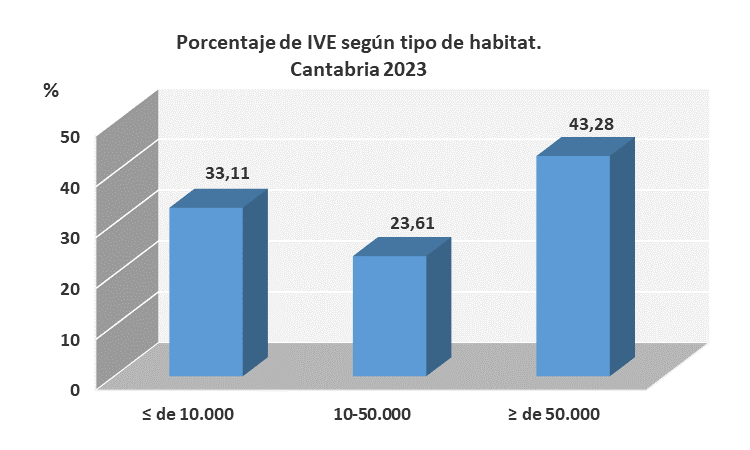 Porcentaje de IVE según tipo de habitat.
Cantabria 2023
%
50
40
30
20
10
0
33,11
23,61
43,28
≤ de 10.000
10-50.000
≥ de 50.000